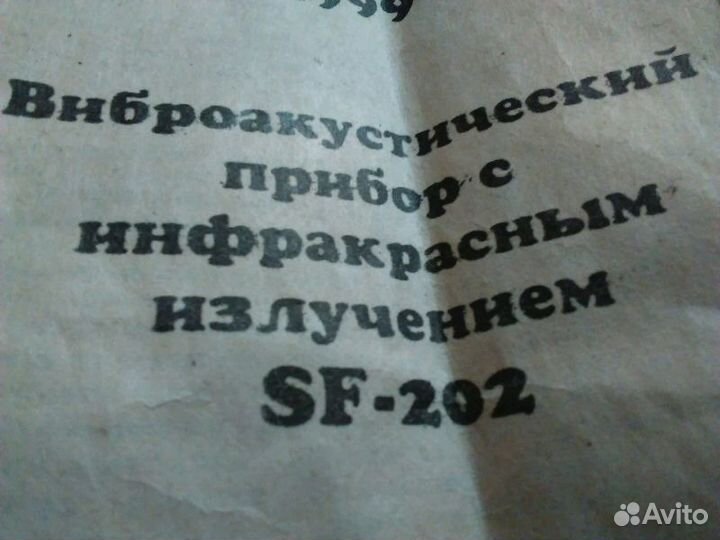 Виброакустический
прибор с
инфракрасным
излучением
SF-202
Avito